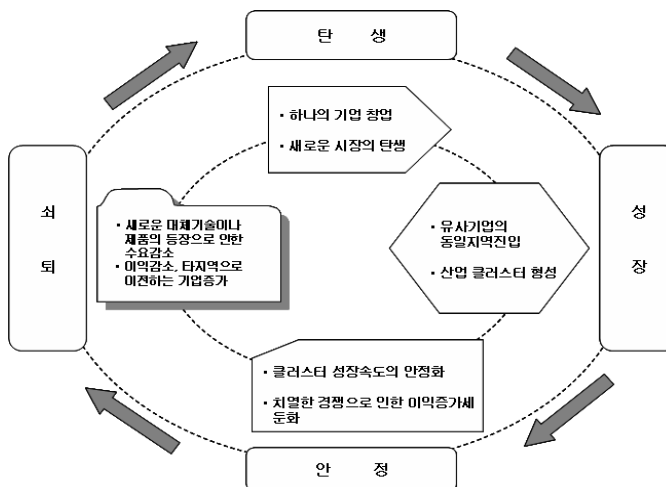 탄 생
• 하나의 기업 창업
• 새로운 시장의 탄생
성
장
• 유사기업의
동일지역진입
• 산업 클러스터 형성
• 클러스터 성장속도의 안정화
• 치열한 경쟁으로 인한 이익증가세
둔화
안 정
쇠
퇴
• 새로운 대체기술이나
제품의 등장으로 인한
수요감소
• 이익감소, 타지역으로
이전하는 기업증가